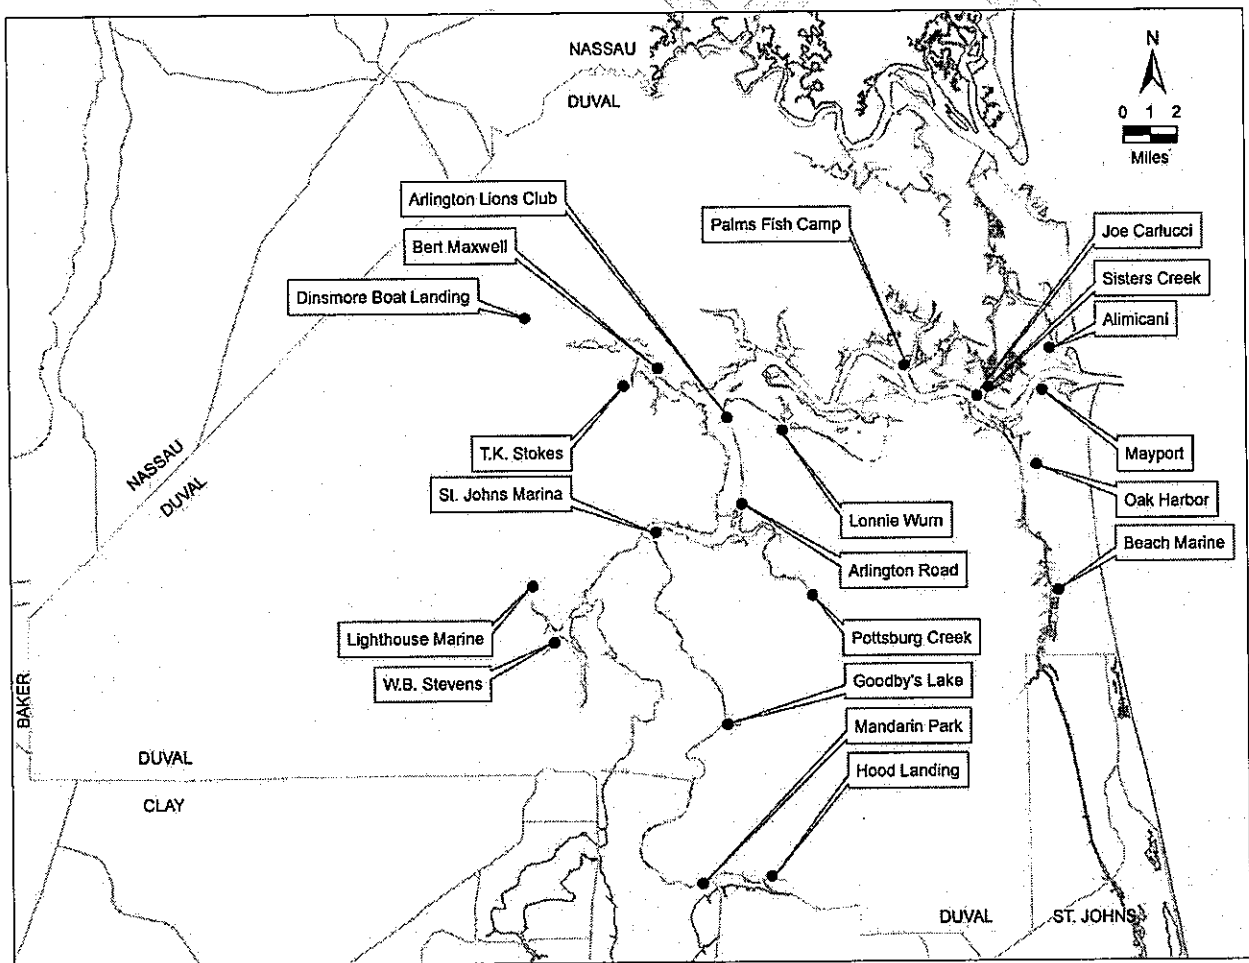 NASSAU
DUVAL
N
0 1 2
Miles
Arlington Lions Club
Bert Maxwell
Dinsmore Boat Landing
Palms Fish Camp
Joe Carlucci
Sisters Creek
Alimicani
NASSAU
DUVAL
T.K. Stokes
St. Johns Marina
Mayport
Oak Harbor
Lonnie Wurn
Beach Marine
Arlington Road
Lighthouse Marine
Pottsburg Creek
W.B. Stevens
Goodby's Lake
BAKER
Mandarin Park
DUVAL
Hood Landing
CLAY
DUVAL
ST. JOHNS